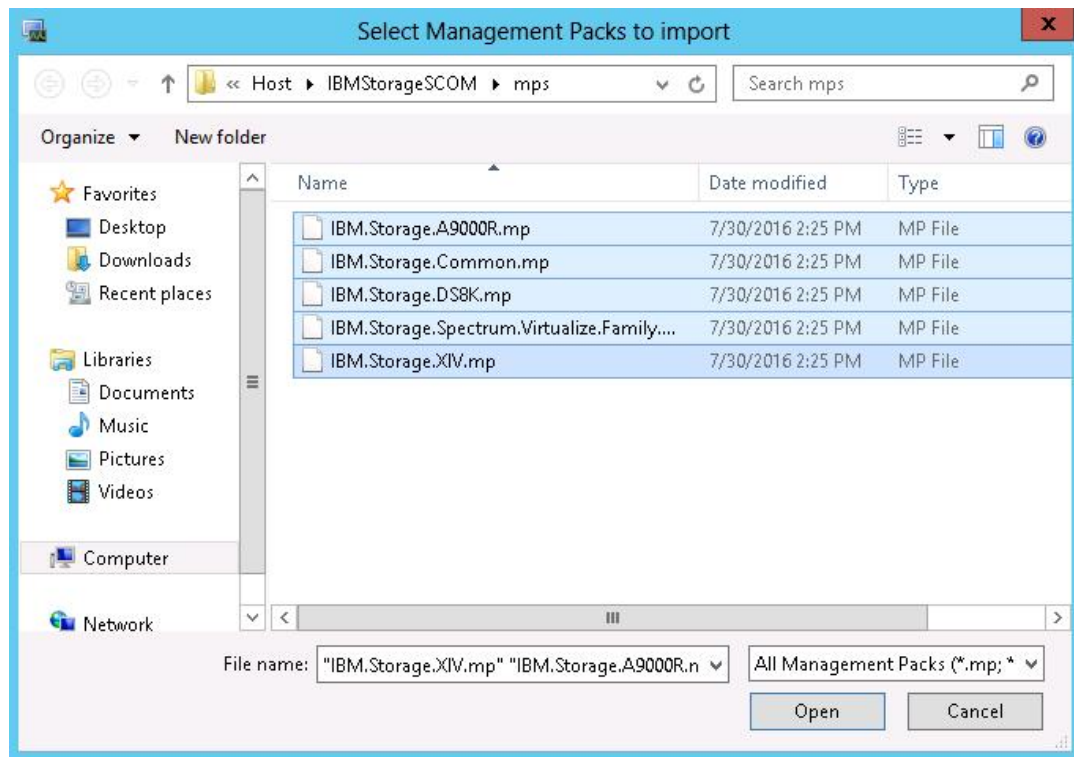 Select Management Packs to import
x
« Host ▸ IBMStorageSCOM ▸ mps
Search mps
Organize ▾ New folder
Name Date modified Type
Favorites
Desktop
Downloads
Recent places
Libraries
Documents
Music
Pictures
Videos
Computer
Network
IBM.Storage.A9000R.mp 7/30/2016 2:25 PM MP File
IBM.Storage.Common.mp 7/30/2016 2:25 PM MP File
IBM.Storage.DS8K.mp 7/30/2016 2:25 PM MP File
IBM.Storage.Spectrum.Virtualize.Family.... 7/30/2016 2:25 PM MP File
IBM.Storage.XIV.mp 7/30/2016 2:25 PM MP File
File name: "IBM.Storage.XIV.mp" "IBM.Storage.A9000R.n All Management Packs (*.mp; *
Open Cancel